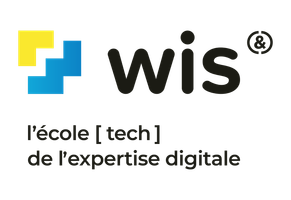 wis &
l'école [ tech ]
de l'expertise digitale